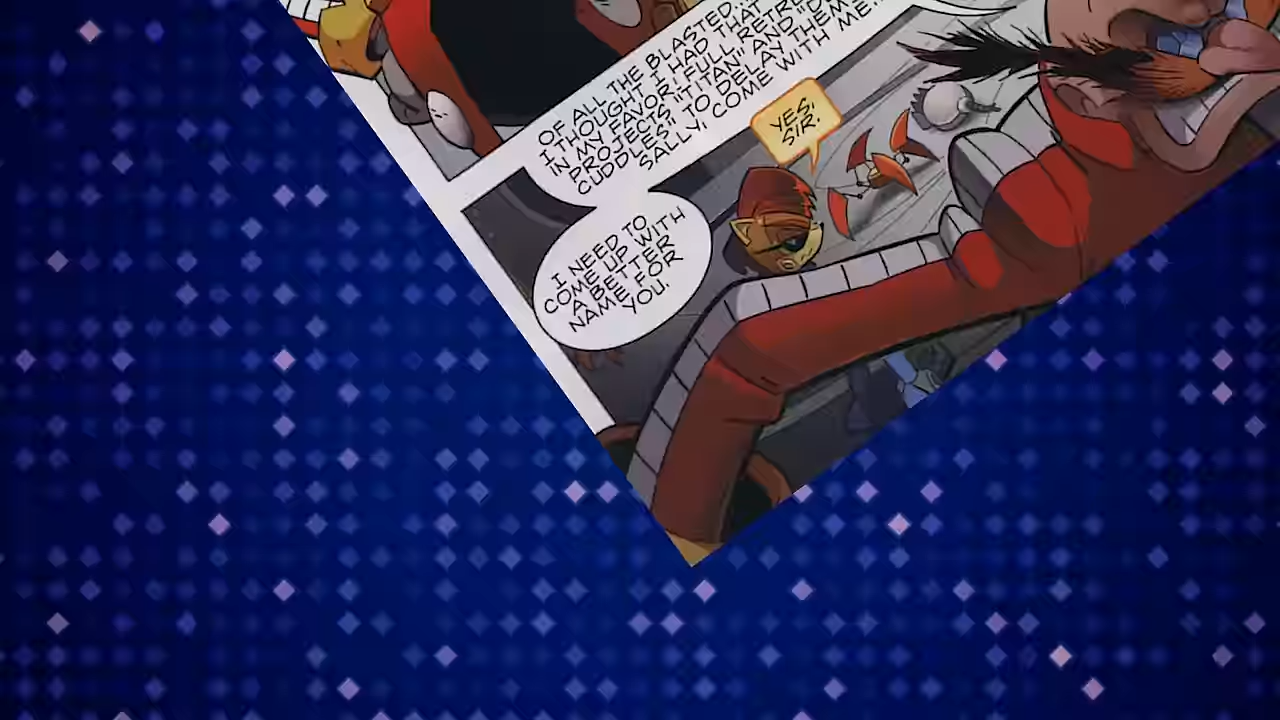 OF ALL THE BLASTED...
I THOUGHT I HAD THAT
IN MY FAVOR! FULL RETRE
PROJECTS "TITAN" AND "D
CUDDLES" TO DELAY THEM
SALLY, COME WITH ME...
YES,
SIR.
I NEED TO
COME UP WITH
A BETTER
NAME FOR
YOU.